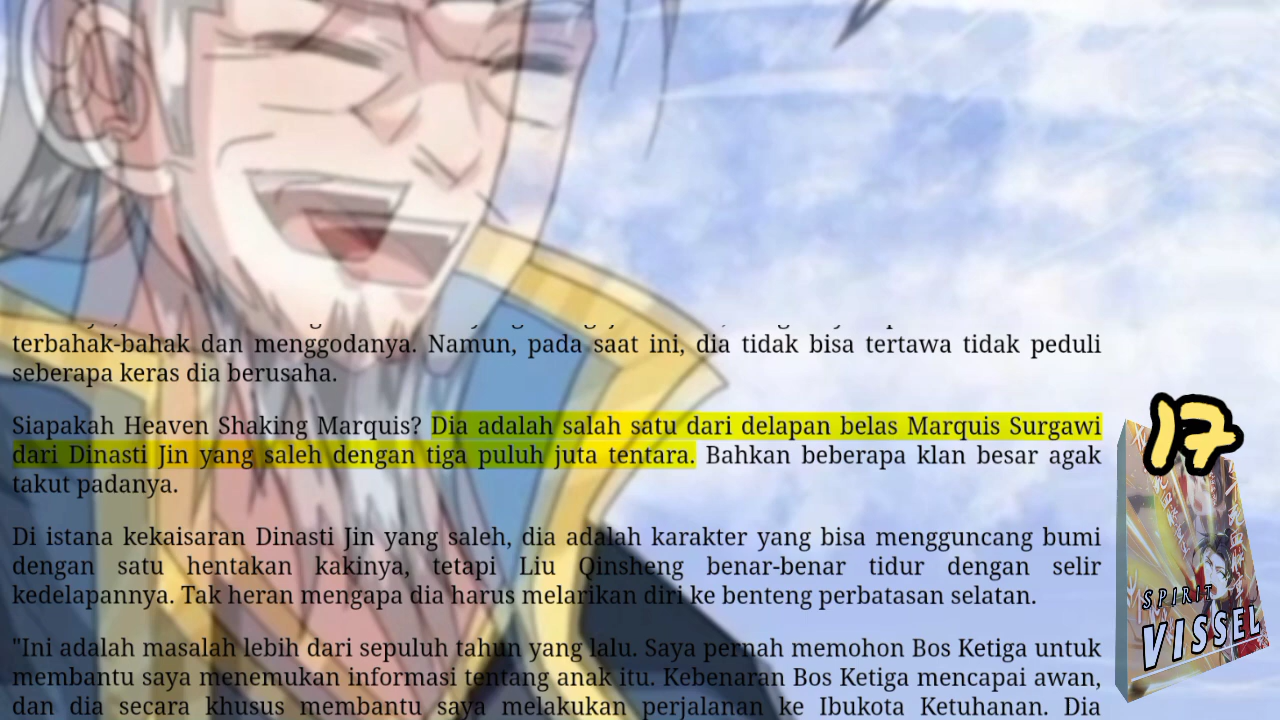 terbahak-bahak dan menggodanya. Namun, pada saat ini, dia tidak bisa tertawa tidak peduli
seberapa keras dia berusaha.
Siapakah Heaven Shaking Marquis? Dia adalah salah satu dari delapan belas Marquis Surgawi
dari Dinasti Jin yang saleh dengan tiga puluh juta tentara. Bahkan beberapa klan besar agak
takut padanya.
Di istana kekaisaran Dinasti Jin yang saleh, dia adalah karakter yang bisa mengguncang bumi
dengan satu hentakan kakinya, tetapi Liu Qinsheng benar-benar tidur dengan selir
kedelapannya. Tak heran mengapa dia harus melarikan diri ke benteng perbatasan selatan.
"Ini adalah masalah lebih dari sepuluh tahun yang lalu. Saya pernah memohon Bos Ketiga untuk
membantu saya menemukan informasi tentang anak itu. Kebenaran Bos Ketiga mencapai awan,
dan dia secara khusus membantu saya melakukan perjalanan ke Ibukota Ketuhanan. Dia
17
SPIRIT
VISSEL